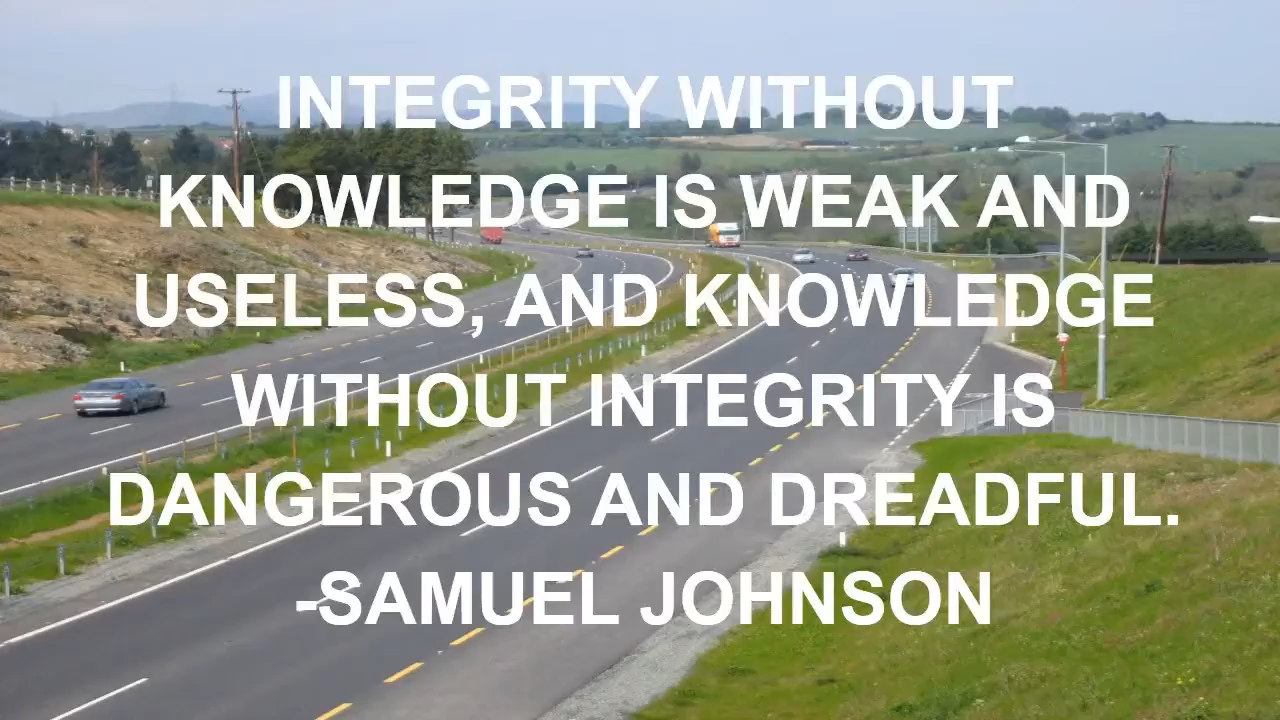 INTEGRITY WITHOUT
KNOWLEDGE IS WEAK AND
USELESS, AND KNOWLEDGE
WITHOUT INTEGRITY IS
DANGEROUS AND DREADFUL.
-SAMUEL JOHNSON